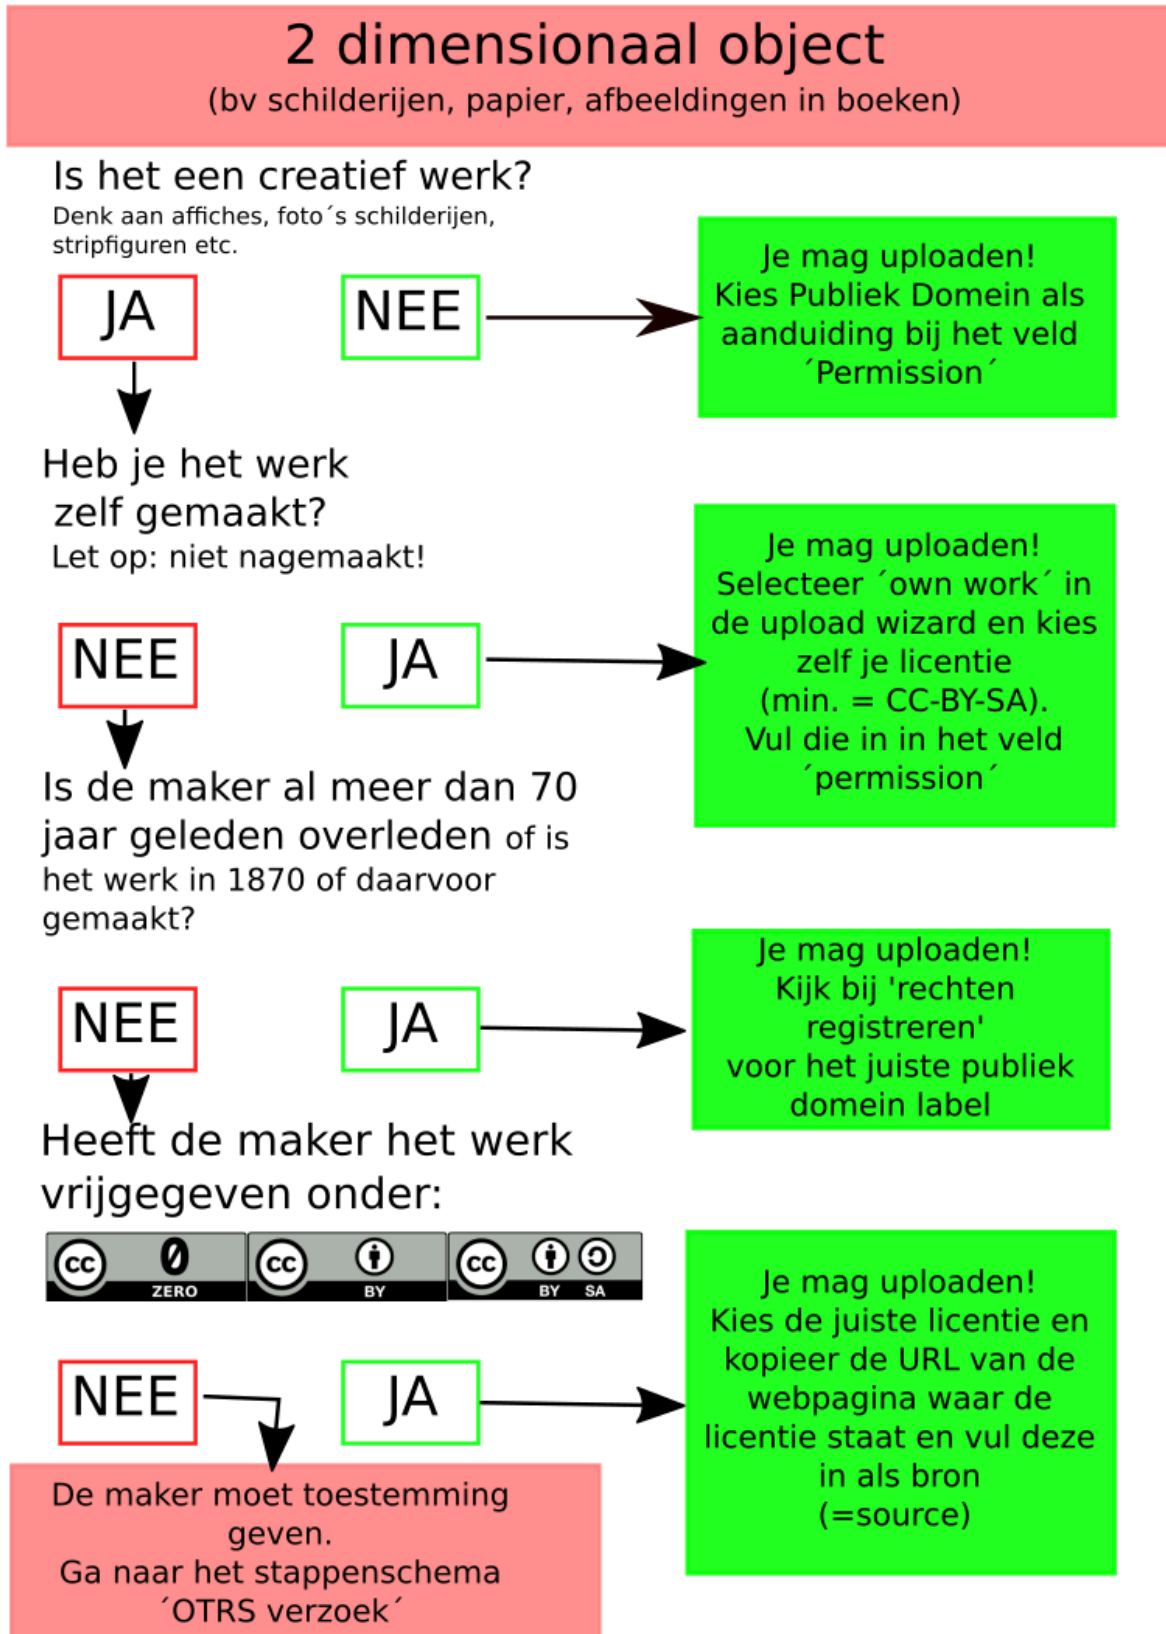 2 dimensionaal object
(bv schilderijen, papier, afbeeldingen in boeken)
Is het een creatief werk?
Denk aan affiches, foto´s schilderijen,
stripfiguren etc.
JA
NEE
Je mag uploaden!
Kies Publiek Domein als
aanduiding bij het veld
´Permission´
Heb je het werk
zelf gemaakt?
Let op: niet nagemaakt!
NEE
JA
Je mag uploaden!
Selecteer ´own work´ in
de upload wizard en kies
zelf je licentie
(min. = CC-BY-SA).
Vul die in in het veld
´permission´
Is de maker al meer dan 70
jaar geleden overleden of is
het werk in 1870 of daarvoor
gemaakt?
NEE
JA
Je mag uploaden!
Kijk bij 'rechten
registreren'
voor het juiste publiek
domein label
Heeft de maker het werk
vrijgegeven onder:
cc 0 ZERO
cc BY
cc BY SA
NEE
JA
Je mag uploaden!
Kies de juiste licentie en
kopieer de URL van de
webpagina waar de
licentie staat en vul deze
in als bron
(=source)
De maker moet toestemming
geven.
Ga naar het stappenschema
´OTRS verzoek´